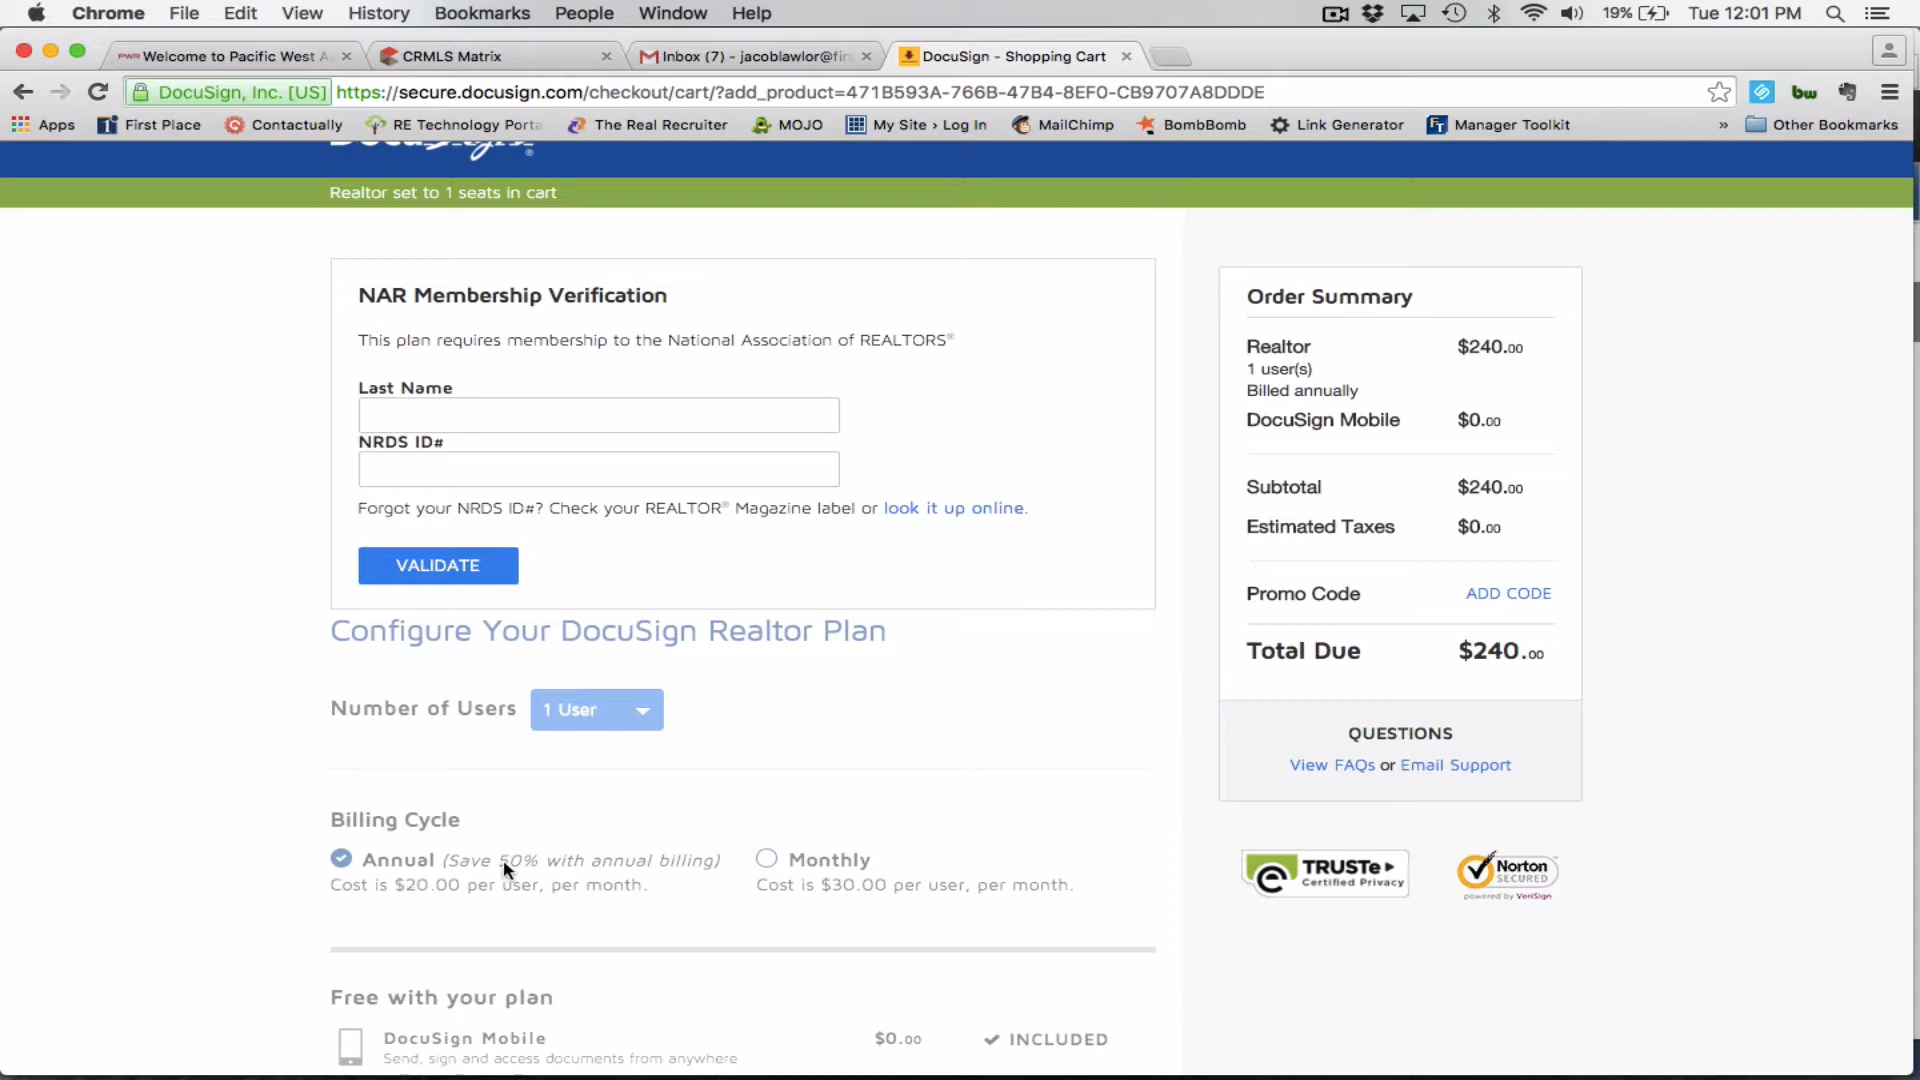 Chrome File Edit View History Bookmarks People Window Help 19% Tue 12:01 PM
PWR Welcome to Pacific West A CRMLS Matrix Inbox (7) - jacoblawlor@fir DocuSign - Shopping Cart
DocuSign, Inc. [US] https://secure.docusign.com/checkout/cart/?add_product=471B593A-766B-47B4-8EF0-CB9707A8DDDE bw
Apps First Place Contactually RE Technology Porta The Real Recruiter MOJO My Site › Log In MailChimp BombBomb Link Generator FT Manager Toolkit » Other Bookmarks
DocuSign®
Realtor set to 1 seats in cart
NAR Membership Verification
This plan requires membership to the National Association of REALTORS®
Last Name
NRDS ID#
Forgot your NRDS ID#? Check your REALTOR® Magazine label or look it up online.
VALIDATE
Configure Your DocuSign Realtor Plan
Number of Users 1 User
Billing Cycle
Annual (Save 50% with annual billing)
Cost is $20.00 per user, per month.
Monthly
Cost is $30.00 per user, per month.
Free with your plan
DocuSign Mobile $0.00 INCLUDED
Send, sign and access documents from anywhere
Order Summary
Realtor $240.00
1 user(s)
Billed annually
DocuSign Mobile $0.00
Subtotal $240.00
Estimated Taxes $0.00
Promo Code ADD CODE
Total Due $240.00
QUESTIONS
View FAQs or Email Support
TRUSTe
Certified Privacy
Norton
SECURED
powered by VeriSign